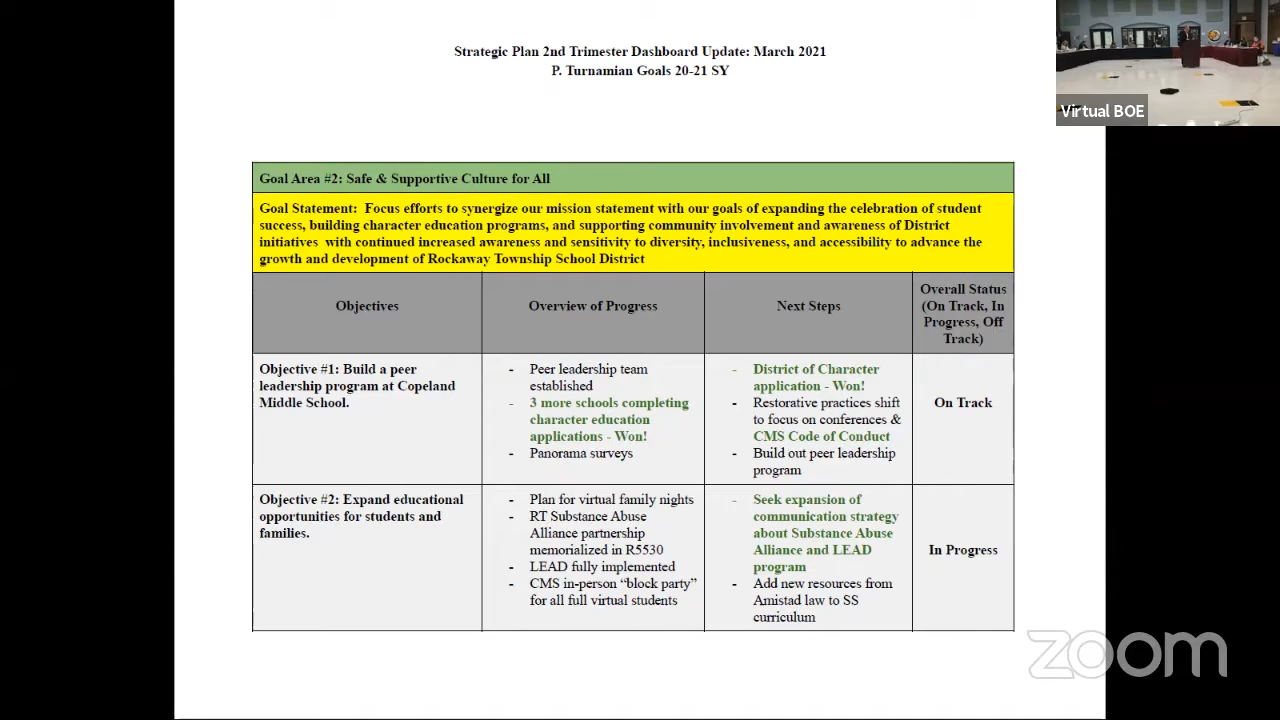 Strategic Plan 2nd Trimester Dashboard Update: March 2021
P. Turnamian Goals 20-21 SY
Virtual BOE
Goal Area #2: Safe & Supportive Culture for All
Goal Statement: Focus efforts to synergize our mission statement with our goals of expanding the celebration of student
success, building character education programs, and supporting community involvement and awareness of District
initiatives with continued increased awareness and sensitivity to diversity, inclusiveness, and accessibility to advance the
growth and development of Rockaway Township School District
Objectives
Overview of Progress
Next Steps
Overall Status
(On Track, In
Progress, Off
Track)
Objective #1: Build a peer
leadership program at Copeland
Middle School.
- Peer leadership team
established
- 3 more schools completing
character education
applications - Won!
- Panorama surveys
- District of Character
application - Won!
- Restorative practices shift
to focus on conferences &
CMS Code of Conduct
- Build out peer leadership
program
On Track
Objective #2: Expand educational
opportunities for students and
families.
- Plan for virtual family nights
- RT Substance Abuse
Alliance partnership
memorialized in R5530
- LEAD fully implemented
- CMS in-person “block party”
for all full virtual students
- Seek expansion of
communication strategy
about Substance Abuse
Alliance and LEAD
program
- Add new resources from
Amistad law to SS
curriculum
In Progress
zoom